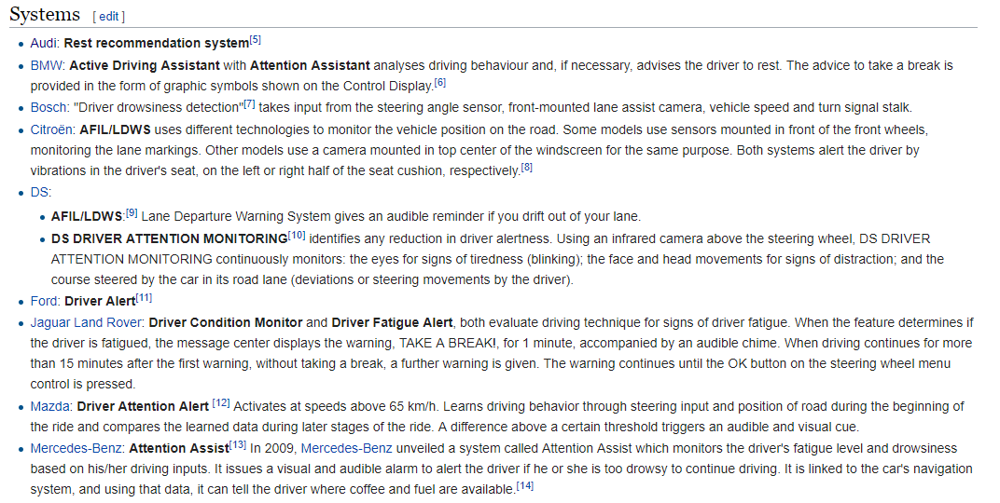 Systems [ edit ]
• Audi: Rest recommendation system[5]
• BMW: Active Driving Assistant with Attention Assistant analyses driving behaviour and, if necessary, advises the driver to rest. The advice to take a break is
provided in the form of graphic symbols shown on the Control Display.[6]
• Bosch: "Driver drowsiness detection"[7] takes input from the steering angle sensor, front-mounted lane assist camera, vehicle speed and turn signal stalk.
• Citroën: AFIL/LDWS uses different technologies to monitor the vehicle position on the road. Some models use sensors mounted in front of the front wheels,
monitoring the lane markings. Other models use a camera mounted in top center of the windscreen for the same purpose. Both systems alert the driver by
vibrations in the driver's seat, on the left or right half of the seat cushion, respectively.[8]
• DS:
• AFIL/LDWS:[9] Lane Departure Warning System gives an audible reminder if you drift out of your lane.
• DS DRIVER ATTENTION MONITORING[10] identifies any reduction in driver alertness. Using an infrared camera above the steering wheel, DS DRIVER
ATTENTION MONITORING continuously monitors: the eyes for signs of tiredness (blinking); the face and head movements for signs of distraction; and the
course steered by the car in its road lane (deviations or steering movements by the driver).
• Ford: Driver Alert[11]
• Jaguar Land Rover: Driver Condition Monitor and Driver Fatigue Alert, both evaluate driving technique for signs of driver fatigue. When the feature determines if
the driver is fatigued, the message center displays the warning, TAKE A BREAK!, for 1 minute, accompanied by an audible chime. When driving continues for more
than 15 minutes after the first warning, without taking a break, a further warning is given. The warning continues until the OK button on the steering wheel menu
control is pressed.
• Mazda: Driver Attention Alert [12] Activates at speeds above 65 km/h. Learns driving behavior through steering input and position of road during the beginning of
the ride and compares the learned data during later stages of the ride. A difference above a certain threshold triggers an audible and visual cue.
• Mercedes-Benz: Attention Assist[13] In 2009, Mercedes-Benz unveiled a system called Attention Assist which monitors the driver's fatigue level and drowsiness
based on his/her driving inputs. It issues a visual and audible alarm to alert the driver if he or she is too drowsy to continue driving. It is linked to the car's navigation
system, and using that data, it can tell the driver where coffee and fuel are available.[14]